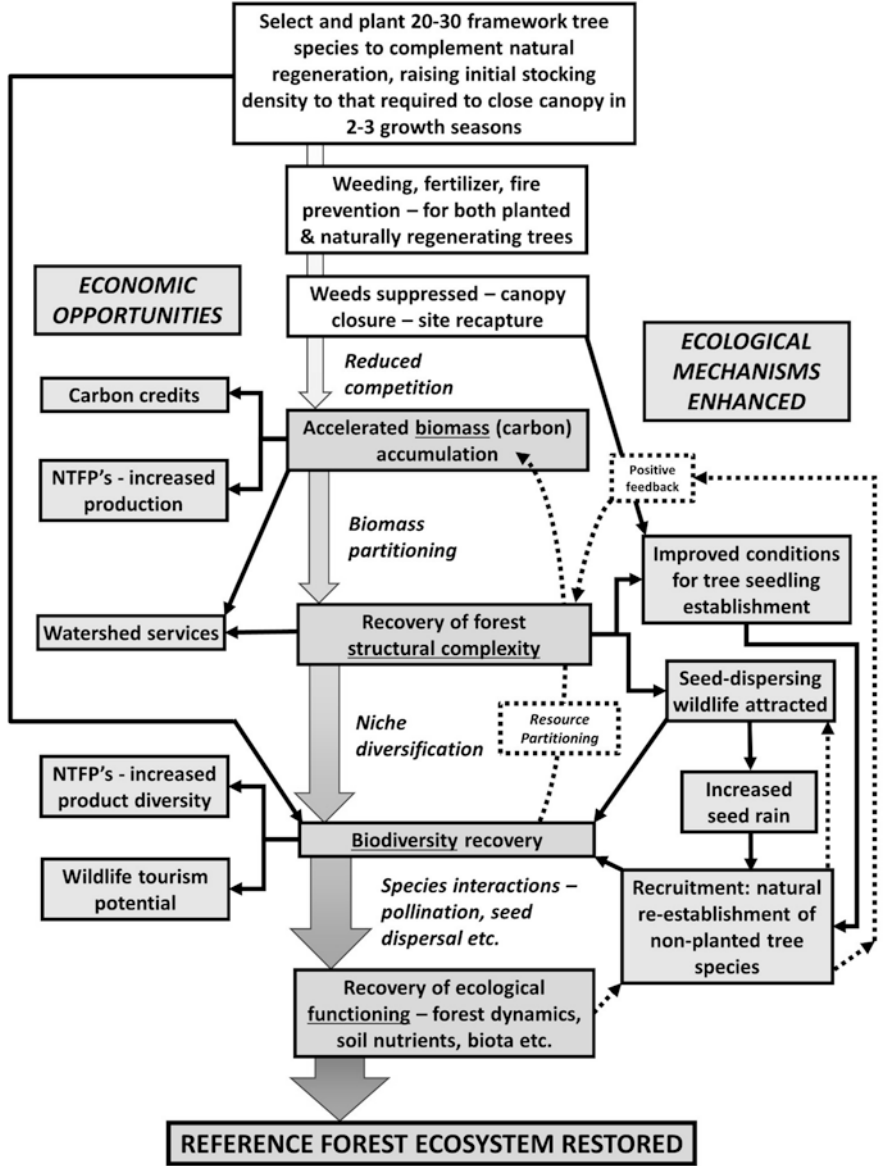 Select and plant 20-30 framework tree
species to complement natural
regeneration, raising initial stocking
density to that required to close canopy in
2-3 growth seasons
Weeding, fertilizer, fire
prevention – for both planted
& naturally regenerating trees
ECONOMIC
OPPORTUNITIES
Weeds suppressed – canopy
closure – site recapture
ECOLOGICAL
MECHANISMS
ENHANCED
Reduced
competition
Carbon credits
Accelerated biomass (carbon)
accumulation
NTFP's - increased
production
Positive
feedback
Biomass
partitioning
Improved conditions
for tree seedling
establishment
Watershed services
Recovery of forest
structural complexity
Seed-dispersing
wildlife attracted
Niche
diversification
Resource
Partitioning
NTFP's - increased
product diversity
Increased
seed rain
Biodiversity recovery
Wildlife tourism
potential
Species interactions –
pollination, seed
dispersal etc.
Recruitment: natural
re-establishment of
non-planted tree
species
Recovery of ecological
functioning – forest dynamics,
soil nutrients, biota etc.
REFERENCE FOREST ECOSYSTEM RESTORED